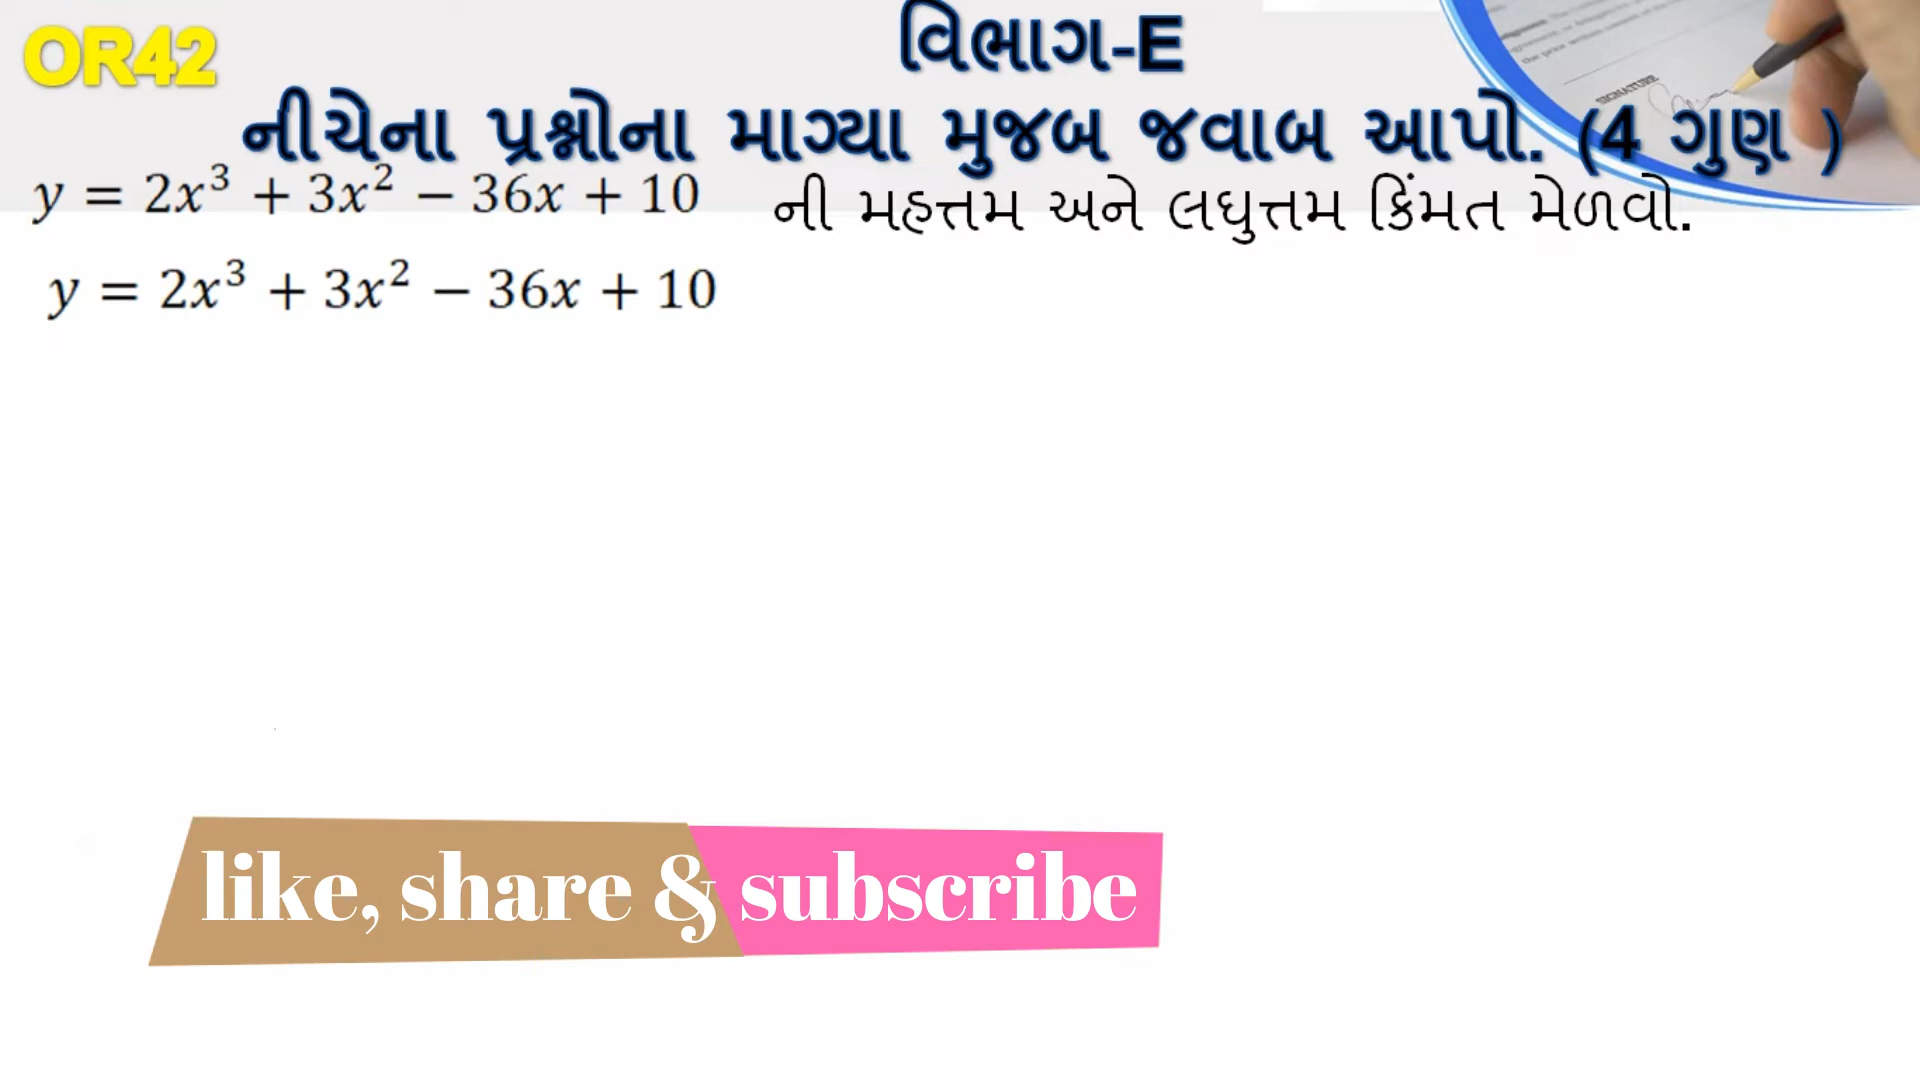 OR42
વિભાગ-E
નીચેના પ્રશ્નોના માગ્યા મુજબ જવાબ આપો. (4 ગુણ )
y = 2x³ + 3x² − 36x + 10 ની મહત્તમ અને લઘુત્તમ કિંમત મેળવો.
y = 2x³ + 3x² − 36x + 10
SIGNATURE
like, share & subscribe